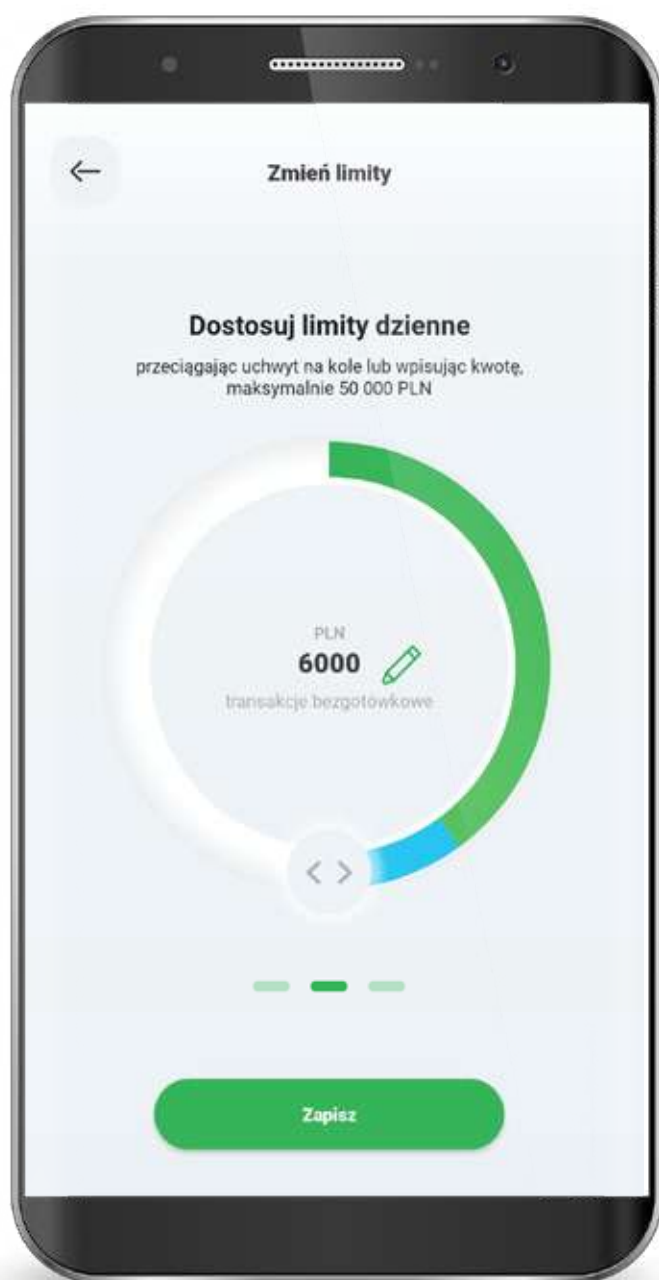 Zmień limity
Dostosuj limity dzienne
przeciągając uchwyt na kole lub wpisując kwotę,
maksymalnie 50 000 PLN
PLN
6000
transakcje bezgotówkowe
Zapisz